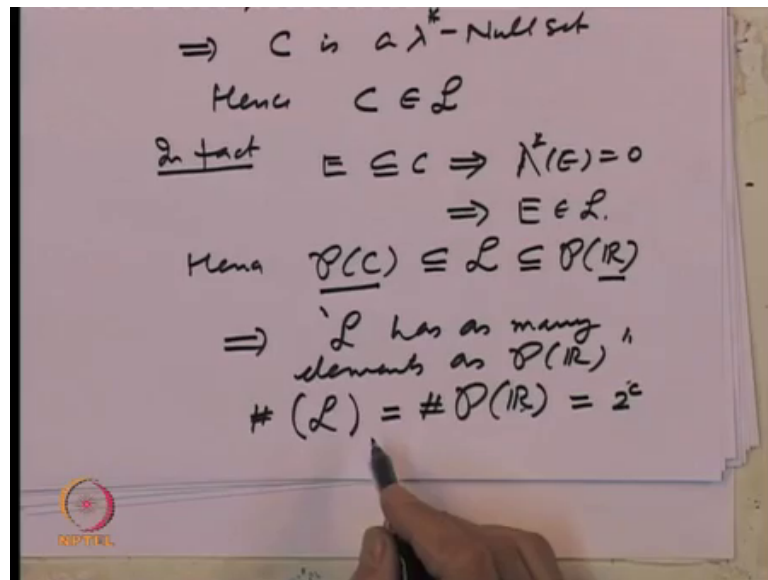 ⇒ C is a λ*-Null set
Hence C ∈ ℒ
In fact E ⊆ C ⇒ λ*(E) = 0
⇒ E ∈ ℒ.
Hence 𝒫(C) ⊆ ℒ ⊆ 𝒫(ℝ)
⇒ "ℒ has as many
elements as 𝒫(ℝ)"
# (ℒ) = # 𝒫(ℝ) = 2^c
NPTEL